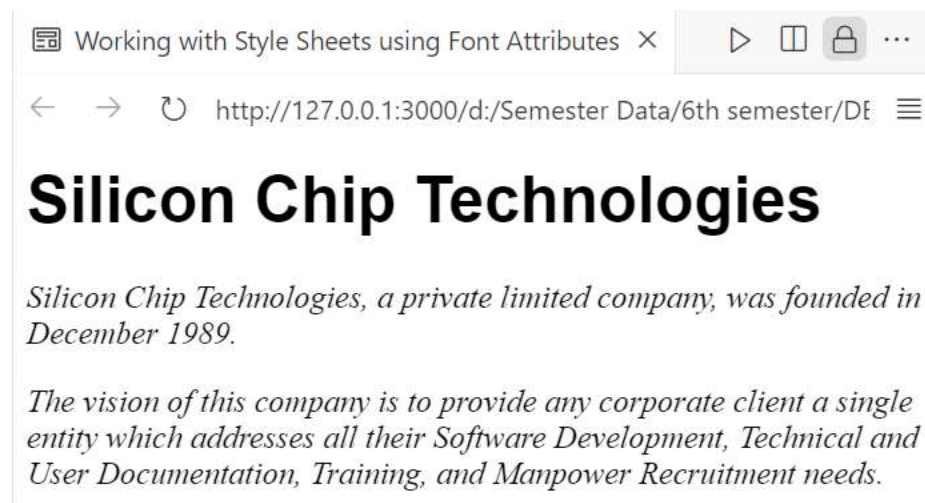 Working with Style Sheets using Font Attributes
http://127.0.0.1:3000/d:/Semester Data/6th semester/DE
Silicon Chip Technologies
Silicon Chip Technologies, a private limited company, was founded in
December 1989.
The vision of this company is to provide any corporate client a single
entity which addresses all their Software Development, Technical and
User Documentation, Training, and Manpower Recruitment needs.